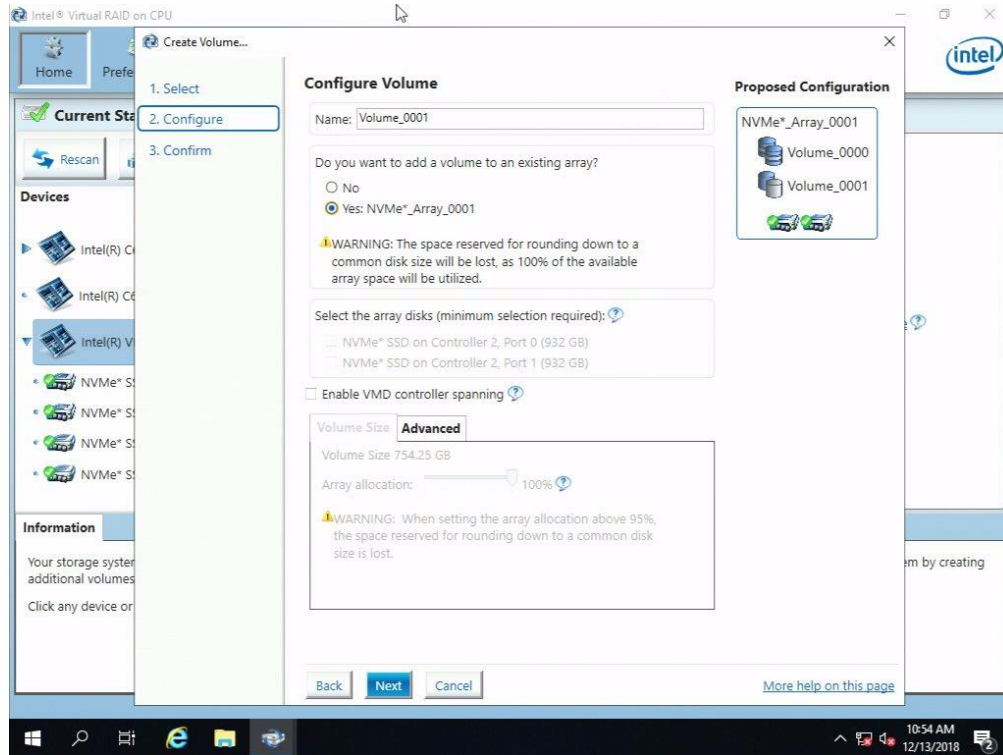 Intel® Virtual RAID on CPU
Create Volume...
Home
intel
1. Select
2. Configure
3. Confirm
Current
Rescan
Devices
Intel(R)
Intel(R)
Intel(R)
NVMe*
NVMe*
NVMe*
NVMe*
Configure Volume
Name: Volume_0001
Do you want to add a volume to an existing array?
No
Yes: NVMe*_Array_0001
WARNING: The space reserved for rounding down to a
common disk size will be lost, as 100% of the available
array space will be utilized.
Select the array disks (minimum selection required):
NVMe* SSD on Controller 2, Port 0 (932 GB)
NVMe* SSD on Controller 2, Port 1 (932 GB)
Enable VMD controller spanning
Volume Size Advanced
Volume Size 754.25 GB
Array allocation: 100%
WARNING: When setting the array allocation above 95%,
the space reserved for rounding down to a common disk
size is lost.
Proposed Configuration
NVMe*_Array_0001
Volume_0000
Volume_0001
Information
Your storage
additional volumes
by creating
Click any device or
Back Next Cancel
More help on this page
10:54 AM
12/13/2018
2